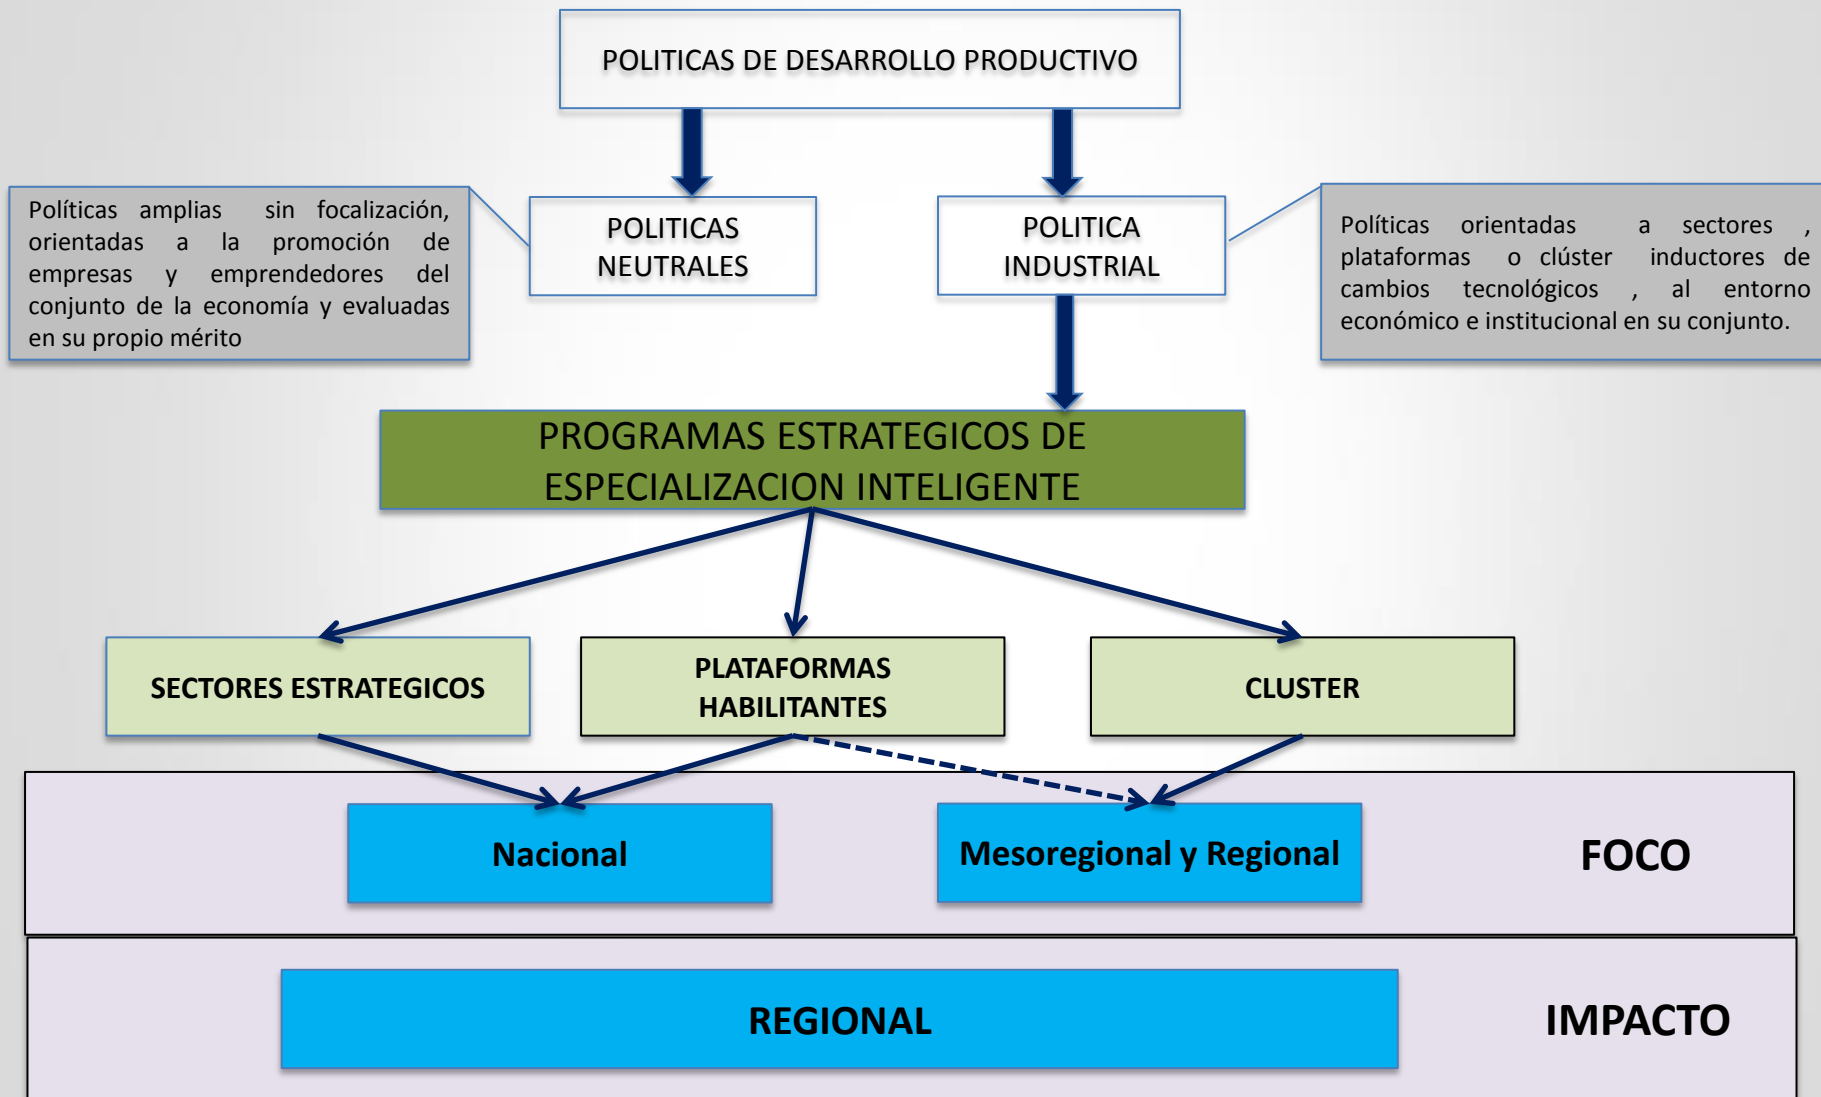 POLITICAS DE DESARROLLO PRODUCTIVO
Políticas amplias sin focalización,
orientadas a la promoción de
empresas y emprendedores del
conjunto de la economía y evaluadas
en su propio mérito
POLITICAS
NEUTRALES
POLITICA
INDUSTRIAL
Políticas orientadas a sectores ,
plataformas o clúster inductores de
cambios tecnológicos , al entorno
económico e institucional en su conjunto.
PROGRAMAS ESTRATEGICOS DE
ESPECIALIZACION INTELIGENTE
SECTORES ESTRATEGICOS
PLATAFORMAS
HABILITANTES
CLUSTER
Nacional
Mesoregional y Regional
FOCO
REGIONAL
IMPACTO